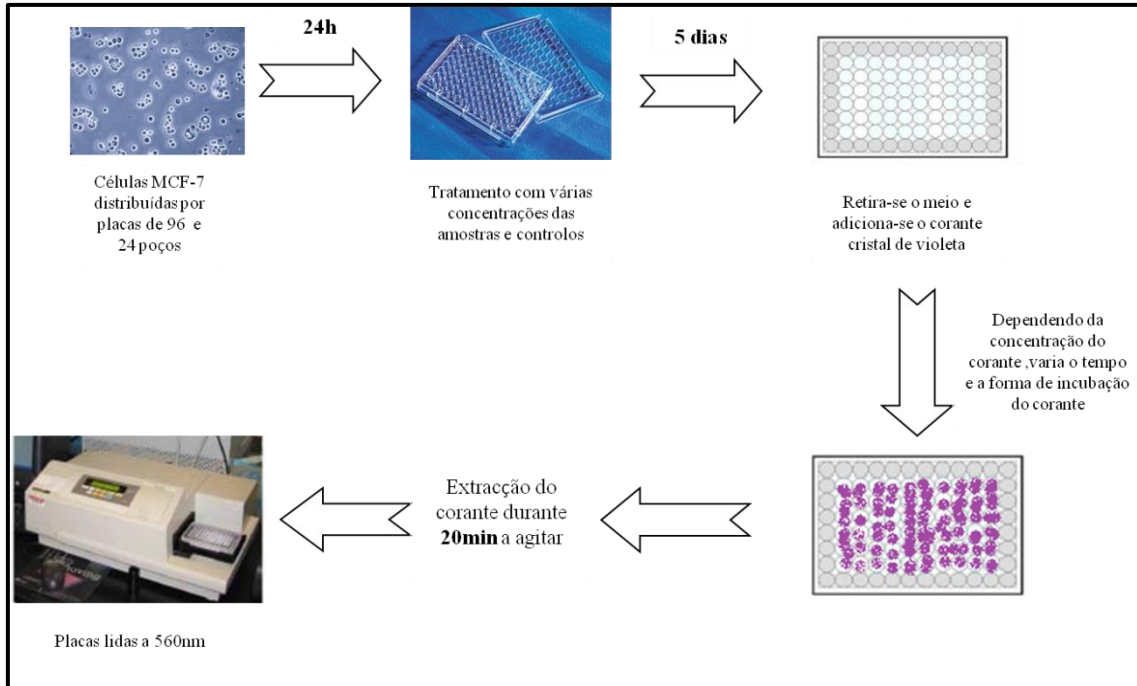 24h
5 dias
Células MCF-7
distribuídas por
placas de 96 e
24 poços
Tratamento com várias
concentrações das
amostras e controlos
Retira-se o meio e
adiciona-se o corante
cristal de violeta
Dependendo da
concentração do
corante ,varia o tempo
e a forma de incubação
do corante
Extracção do
corante durante
20min a agitar
Placas lidas a 560nm